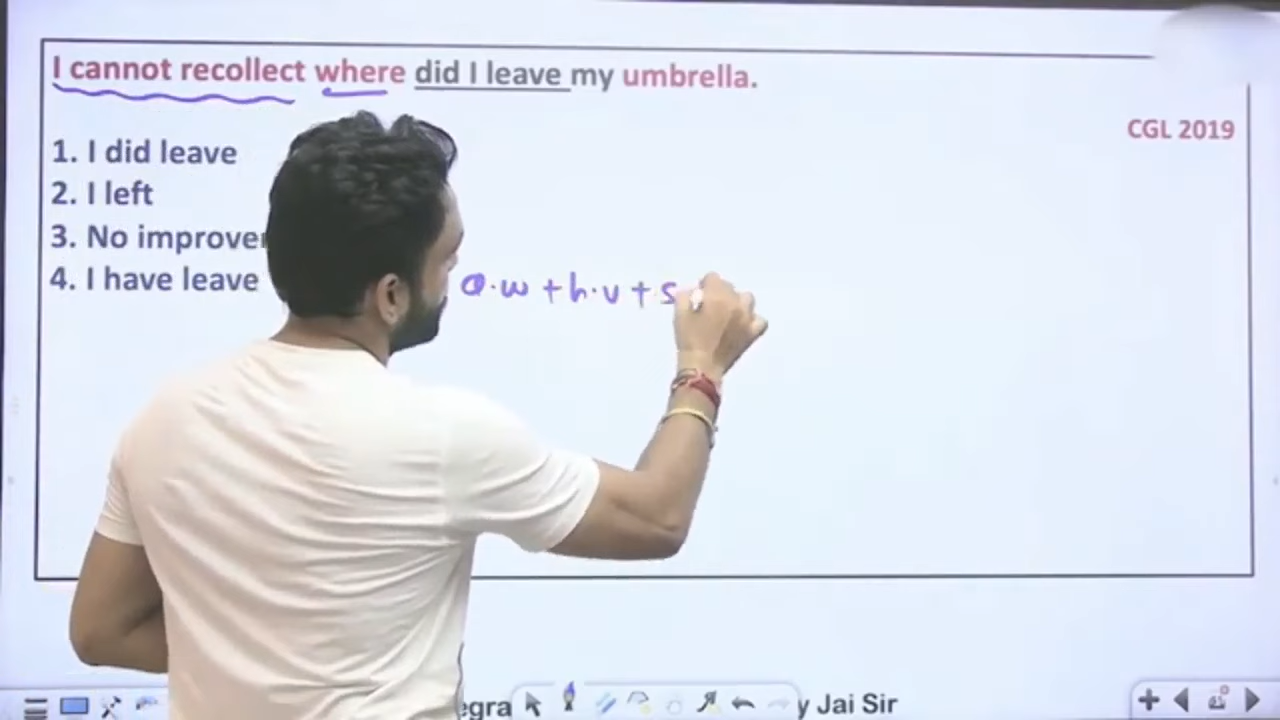 I cannot recollect where did I leave my umbrella.
CGL 2019
1. I did leave
2. I left
3. No
4. I have leave
Q.w + h.v + s
y Jai Sir